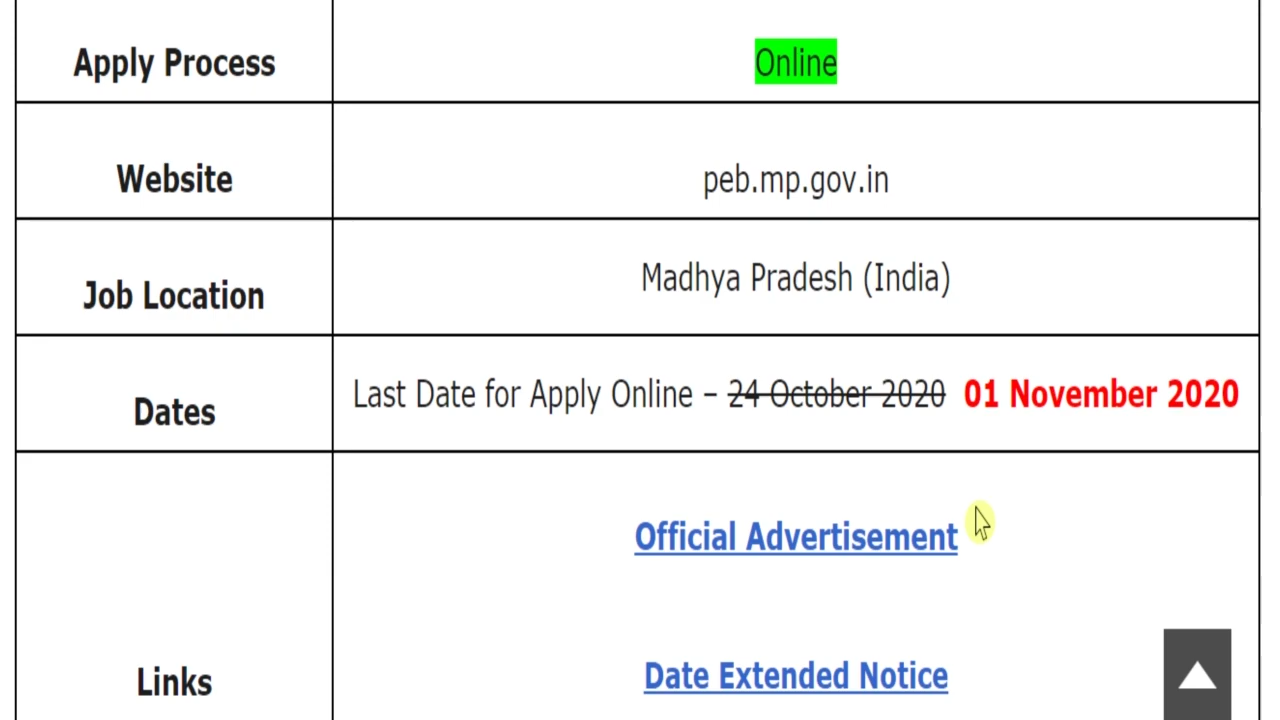 Apply Process Online
Website peb.mp.gov.in
Job Location Madhya Pradesh (India)
Dates Last Date for Apply Online – 24 October 2020 01 November 2020
Official Advertisement
Links Date Extended Notice